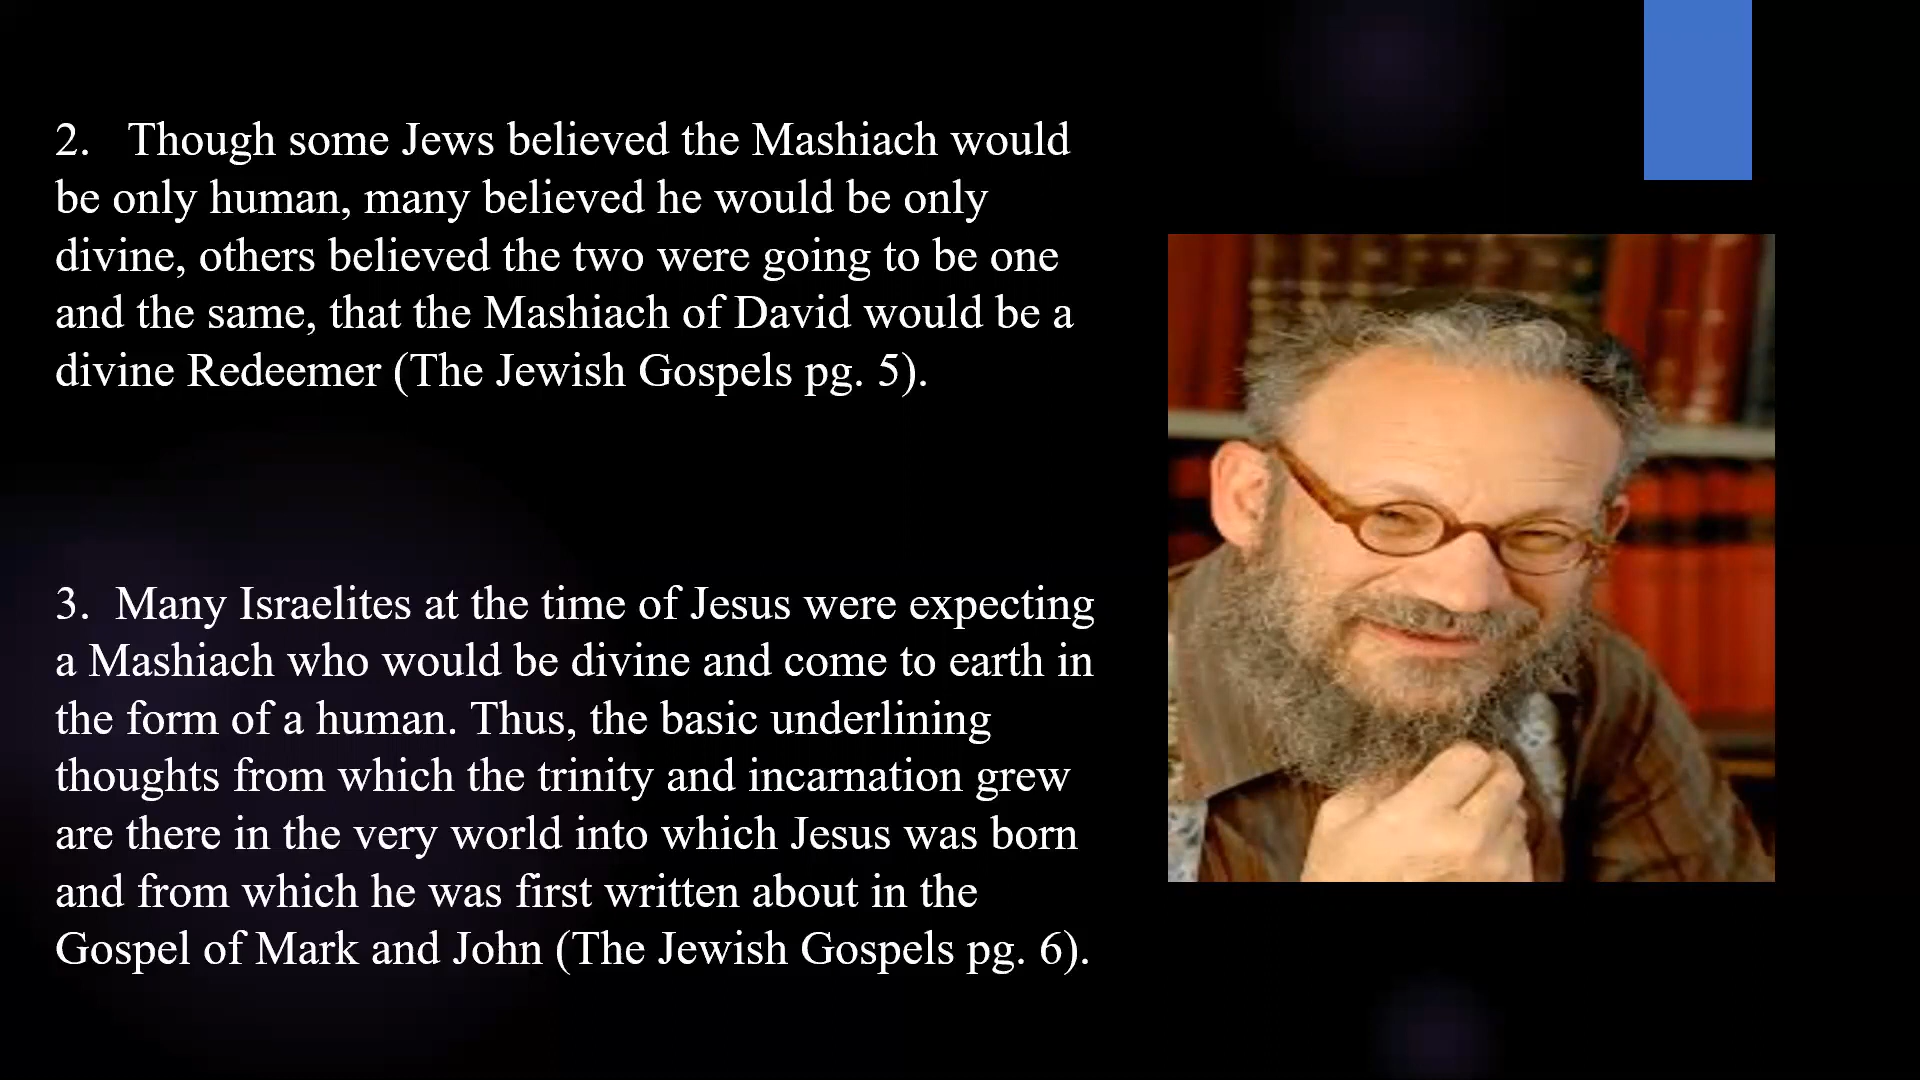 2. Though some Jews believed the Mashiach would
be only human, many believed he would be only
divine, others believed the two were going to be one
and the same, that the Mashiach of David would be a
divine Redeemer (The Jewish Gospels pg. 5).
3. Many Israelites at the time of Jesus were expecting
a Mashiach who would be divine and come to earth in
the form of a human. Thus, the basic underlining
thoughts from which the trinity and incarnation grew
are there in the very world into which Jesus was born
and from which he was first written about in the
Gospel of Mark and John (The Jewish Gospels pg. 6).